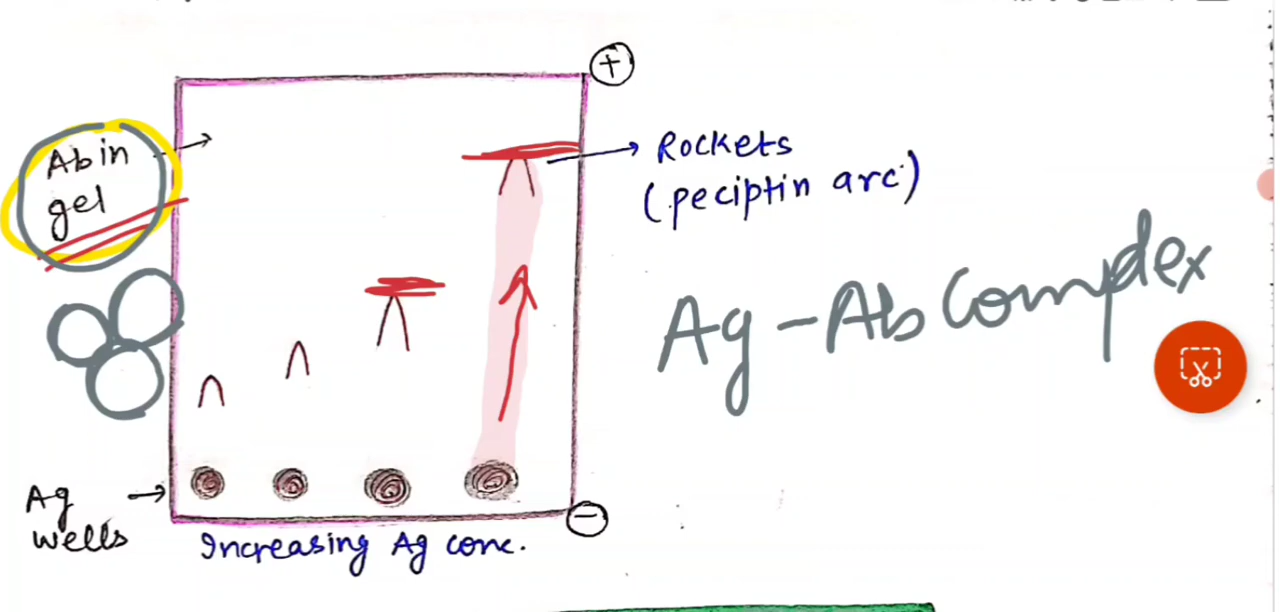 +
Ab in
gel
Rockets
(peciptin arc)
Ag-Ab Complex
Ag
wells
-
Increasing Ag conc.